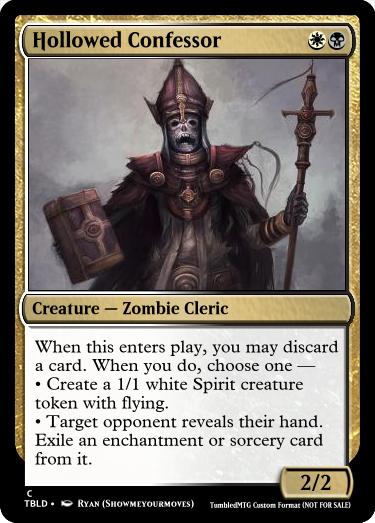 Hollowed Confessor
Creature — Zombie Cleric
When this enters play, you may discard
a card. When you do, choose one —
• Create a 1/1 white Spirit creature
token with flying.
• Target opponent reveals their hand.
Exile an enchantment or sorcery card
from it.
2/2
C
TBLD • Ryan (Showmeyourmoves)
TumbledMTG Custom Format (NOT FOR SALE)